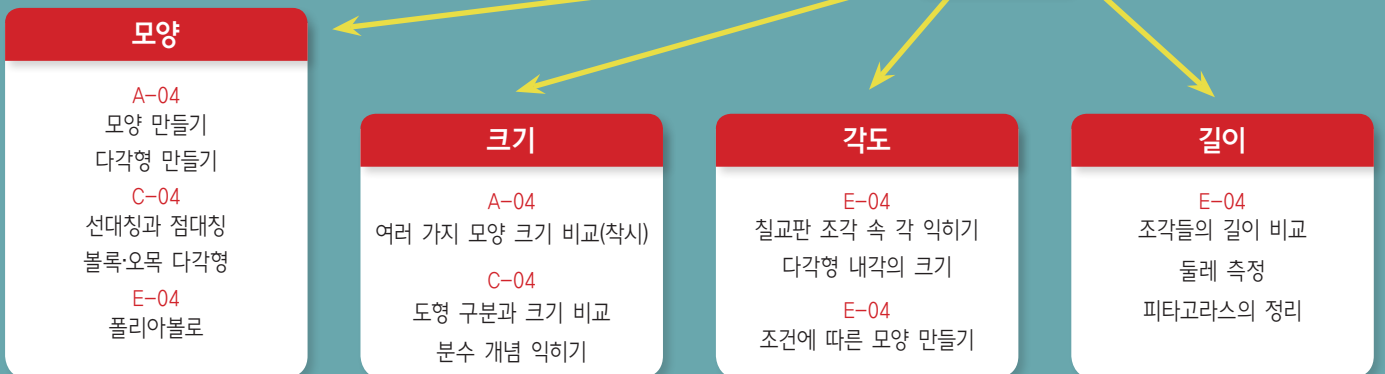 모양
A-04
모양 만들기
다각형 만들기
C-04
선대칭과 점대칭
볼록·오목 다각형
E-04
폴리아볼로
크기
A-04
여러 가지 모양 크기 비교(착시)
C-04
도형 구분과 크기 비교
분수 개념 익히기
각도
E-04
칠교판 조각 속 각 익히기
다각형 내각의 크기
E-04
조건에 따른 모양 만들기
길이
E-04
조각들의 길이 비교
둘레 측정
피타고라스의 정리